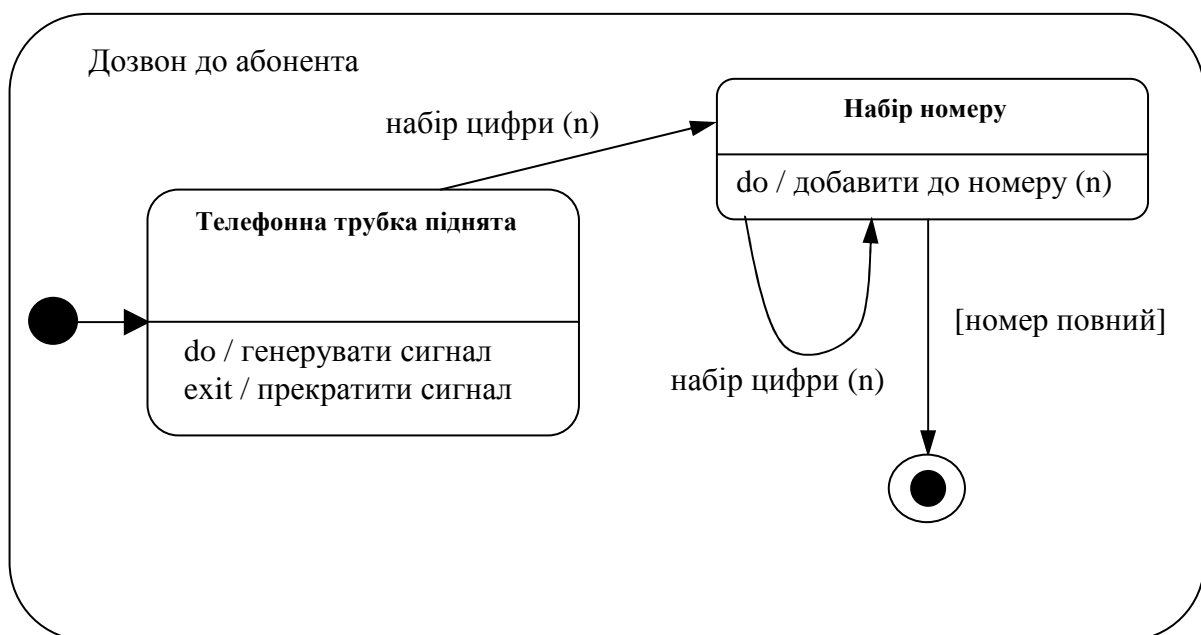 Дозвон до абонента
набір цифри (n)
Набір номеру
do / добавити до номеру (n)
Телефонна трубка піднята
do / генерувати сигнал
exit / прекратити сигнал
набір цифри (n)
[номер повний]